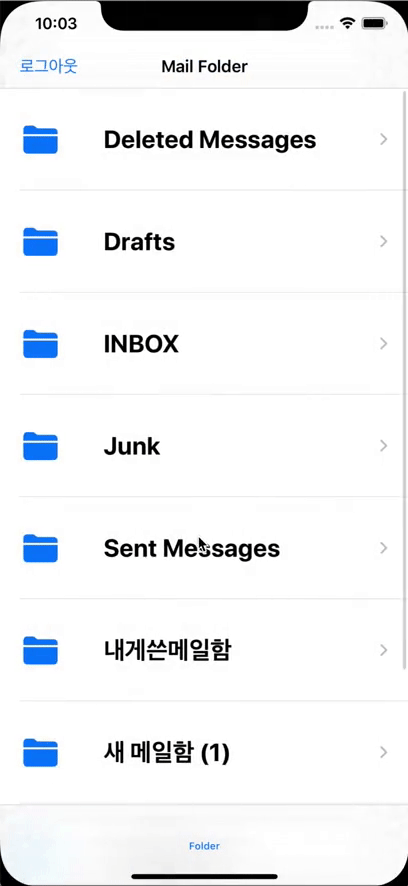 10:03
로그아웃 Mail Folder
Deleted Messages
Drafts
INBOX
Junk
Sent Messages
내게쓴메일함
새 메일함 (1)
Folder